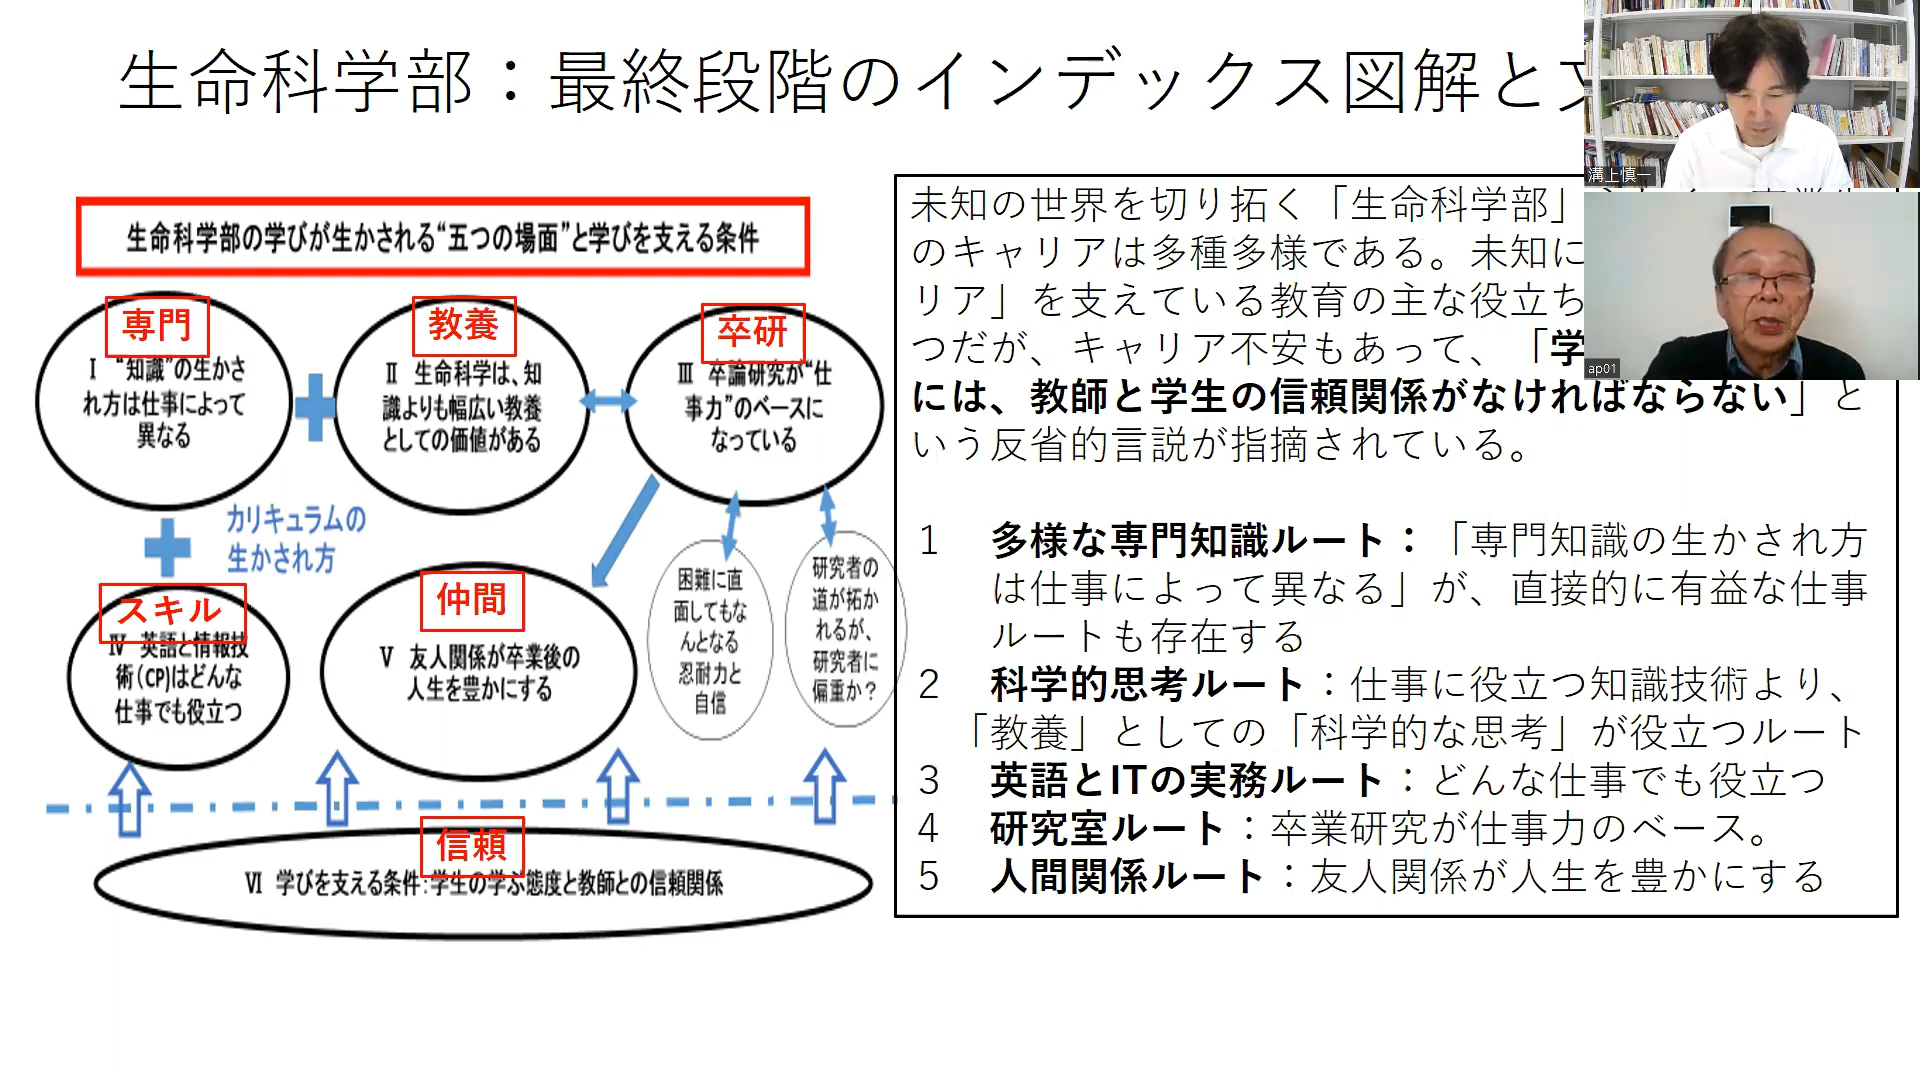 生命科学部：最終段階のインデックス図解と
生命科学部の学びが生かされる“五つの場面”と学びを支える条件
専門
Ⅰ “知識”の生かさ
れ方は仕事によって
異なる
教養
Ⅱ 生命科学は、知
識よりも幅広い教養
としての価値がある
卒研
Ⅲ 卒論研究が“仕
事力”のベースに
なっている
カリキュラムの
生かされ方
スキル
Ⅳ 英語と情報技
術（CP)はどんな
仕事でも役立つ
仲間
Ⅴ 友人関係が卒業後の
人生を豊かにする
困難に直
面してもな
んとなる
忍耐力と
自信
研究者の
道が拓か
れるが、
研究者に
偏重か？
信頼
Ⅵ 学びを支える条件：学生の学ぶ態度と教師との信頼関係
未知の世界を切り拓く「生命科学部」
のキャリアは多種多様である。未知に
リア」を支えている教育の主な役立ち
つだが、キャリア不安もあって、「学
には、教師と学生の信頼関係がなければならない」と
いう反省的言説が指摘されている。
1 多様な専門知識ルート：「専門知識の生かされ方
は仕事によって異なる」が、直接的に有益な仕事
ルートも存在する
2 科学的思考ルート：仕事に役立つ知識技術より、
「教養」としての「科学的な思考」が役立つルート
3 英語とITの実務ルート：どんな仕事でも役立つ
4 研究室ルート：卒業研究が仕事力のベース。
5 人間関係ルート：友人関係が人生を豊かにする
溝上慎一
ap01